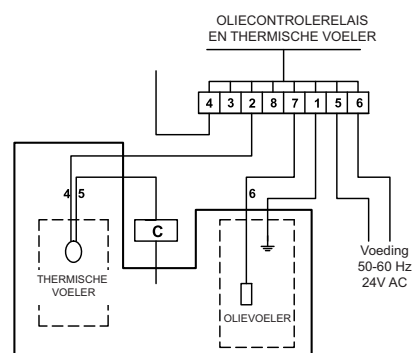 OLIECONTROLERELAIS
EN THERMISCHE VOELER
4 3 2 8 7 1 5 6
4 5
6
C
THERMISCHE
VOELER
OLIEVOELER
Voeding
50-60 Hz
24V AC